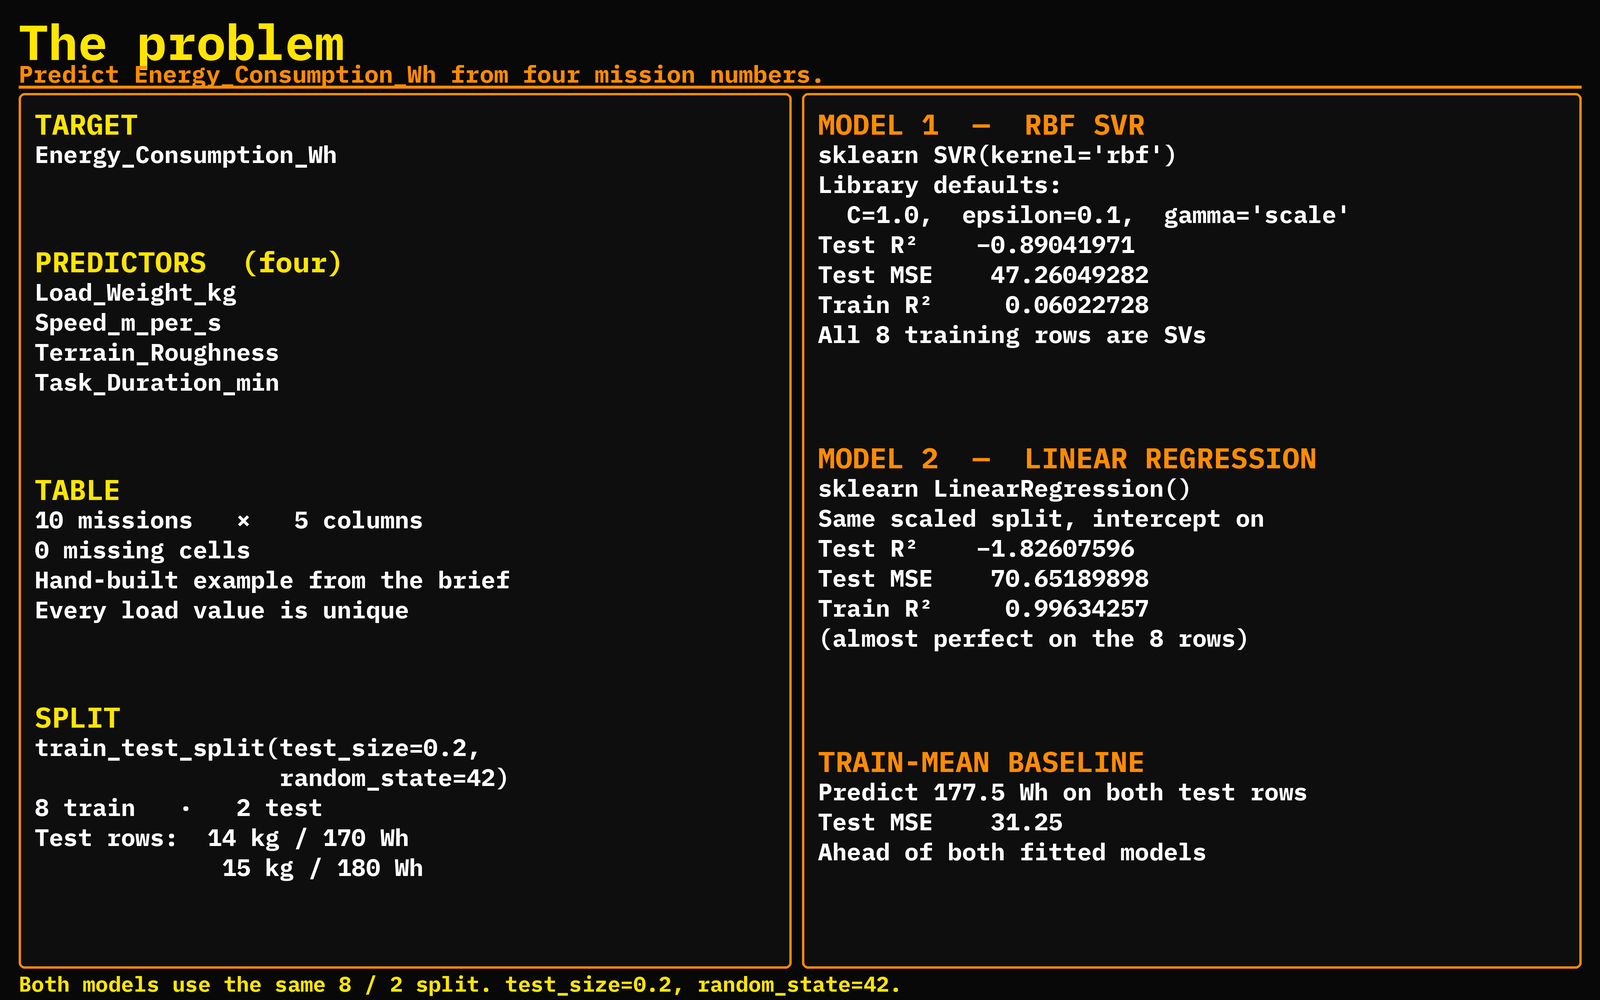 The problem
Predict Energy_Consumption_Wh from four mission numbers.
TARGET
Energy_Consumption_Wh
PREDICTORS (four)
Load_Weight_kg
Speed_m_per_s
Terrain_Roughness
Task_Duration_min
TABLE
10 missions × 5 columns
0 missing cells
Hand-built example from the brief
Every load value is unique
SPLIT
train_test_split(test_size=0.2,
random_state=42)
8 train · 2 test
Test rows: 14 kg / 170 Wh
15 kg / 180 Wh
MODEL 1 — RBF SVR
sklearn SVR(kernel='rbf')
Library defaults:
C=1.0, epsilon=0.1, gamma='scale'
Test R² −0.89041971
Test MSE 47.26049282
Train R² 0.06022728
All 8 training rows are SVs
MODEL 2 — LINEAR REGRESSION
sklearn LinearRegression()
Same scaled split, intercept on
Test R² −1.82607596
Test MSE 70.65189898
Train R² 0.99634257
(almost perfect on the 8 rows)
TRAIN-MEAN BASELINE
Predict 177.5 Wh on both test rows
Test MSE 31.25
Ahead of both fitted models
Both models use the same 8 / 2 split. test_size=0.2, random_state=42.